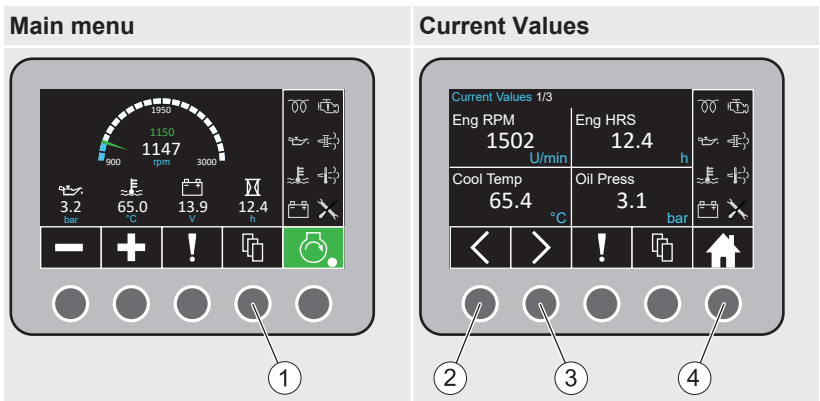 Main menu
Current Values
1950
1150
1147
rpm
900
3000
3.2
bar
65.0
°C
13.9
V
12.4
h
1
Current Values 1/3
Eng RPM
1502
U/min
Eng HRS
12.4
h
Cool Temp
65.4
°C
Oil Press
3.1
bar
2
3
4